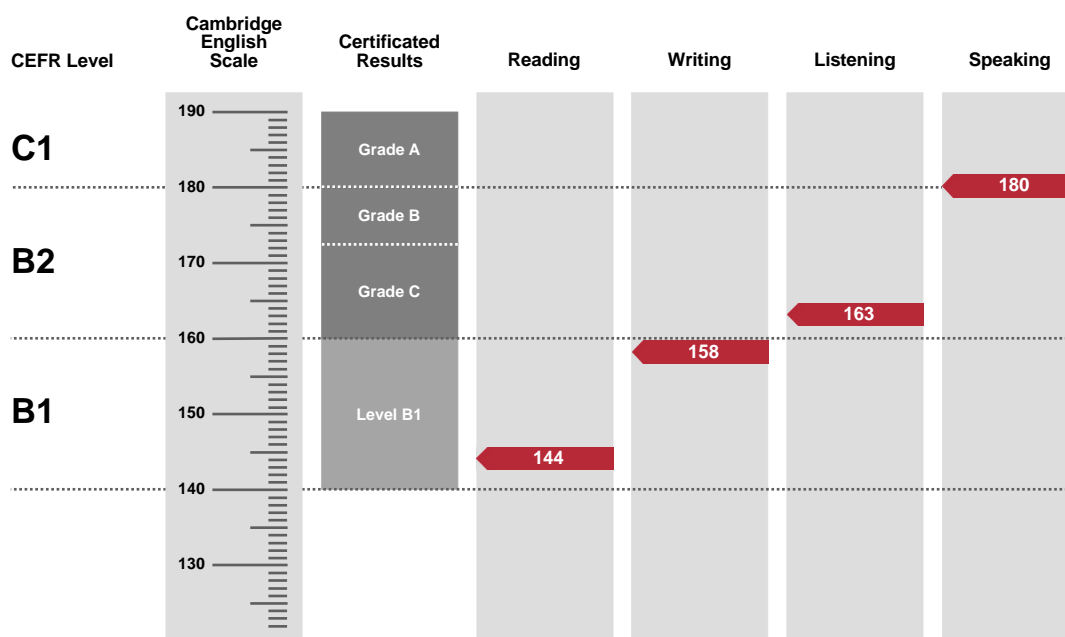 CEFR Level
Cambridge
English
Scale
Certificated
Results
Reading
Writing
Listening
Speaking
190
C1
Grade A
180
180
Grade B
B2
170
Grade C
163
160
158
B1
150
Level B1
144
140
130